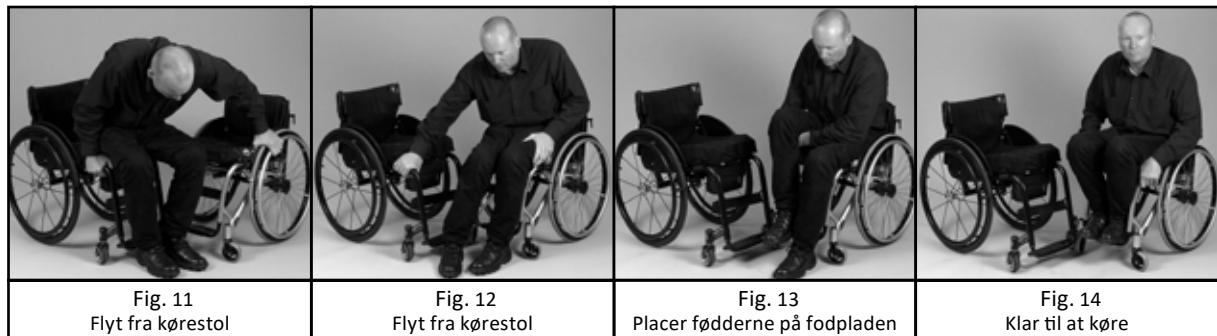 Fig. 11
Flyt fra kørestol
Fig. 12
Flyt fra kørestol
Fig. 13
Placer fødderne på fodpladen
Fig. 14
Klar til at køre